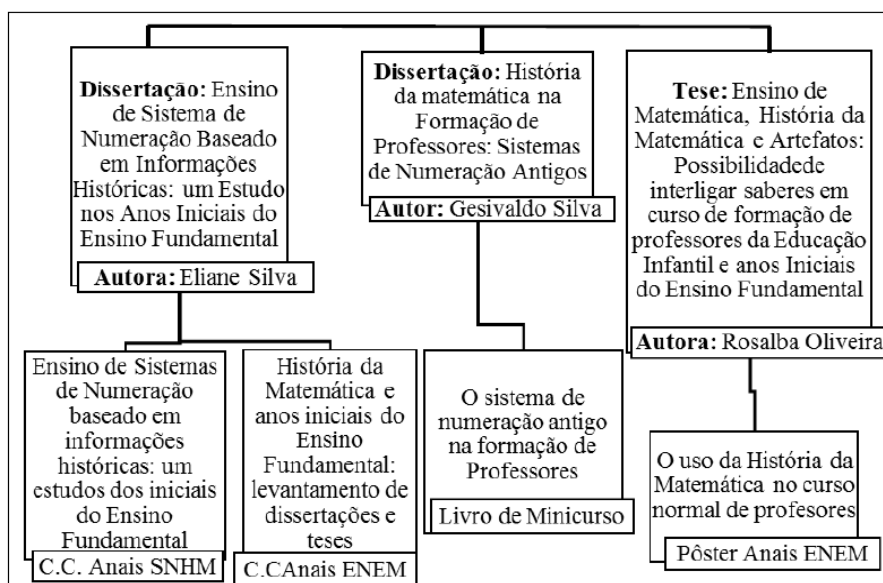 Dissertação: Ensino
de Sistema de
Numeração Baseado
em Informações
Históricas: um Estudo
nos Anos Iniciais do
Ensino Fundamental
Autora: Eliane Silva
Dissertação: História
da matemática na
Formação de
Professores: Sistemas
de Numeração Antigos
Autor: Gesivaldo Silva
Tese: Ensino de
Matemática, História da
Matemática e Artefatos:
Possibilidadede
interligar saberes em
curso de formação de
professores da Educação
Infantil e anos Iniciais
do Ensino Fundamental
Autora: Rosalba Oliveira
Ensino de Sistemas
de Numeração
baseado em
informações
históricas: um
estudos dos iniciais
do Ensino
Fundamental
C.C. Anais SNHM
História da
Matemática e
anos iniciais do
Ensino
Fundamental:
levantamento de
dissertações e
teses
C.CAnais ENEM
O sistema de
numeração antigo
na formação de
Professores
Livro de Minicurso
O uso da História da
Matemática no curso
normal de profesores
Pôster Anais ENEM